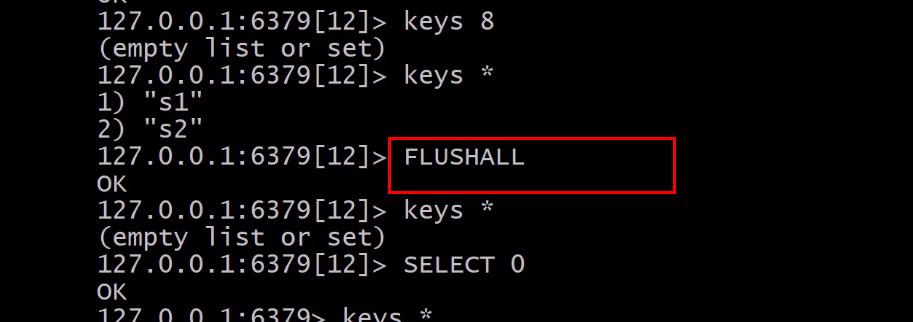 OK
127.0.0.1:6379[12]> keys 8
(empty list or set)
127.0.0.1:6379[12]> keys *
1) "s1"
2) "s2"
127.0.0.1:6379[12]> FLUSHALL
OK
127.0.0.1:6379[12]> keys *
(empty list or set)
127.0.0.1:6379[12]> SELECT 0
OK
127.0.0.1:6379> keys *